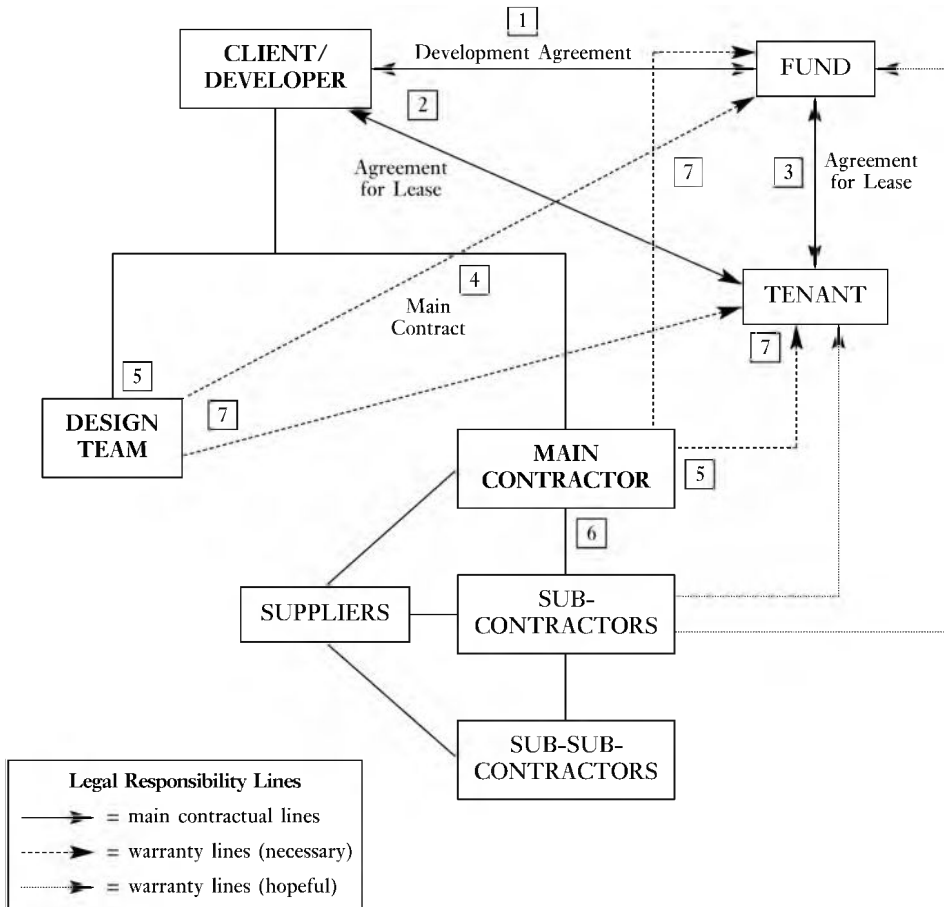 1
CLIENT/
DEVELOPER
Development Agreement
FUND
2
Agreement
for Lease
7
3
Agreement
for Lease
4
Main
Contract
TENANT
7
5
7
DESIGN
TEAM
MAIN
CONTRACTOR
5
6
SUPPLIERS
SUB-
CONTRACTORS
SUB-SUB-
CONTRACTORS
Legal Responsibility Lines
= main contractual lines
= warranty lines (necessary)
= warranty lines (hopeful)